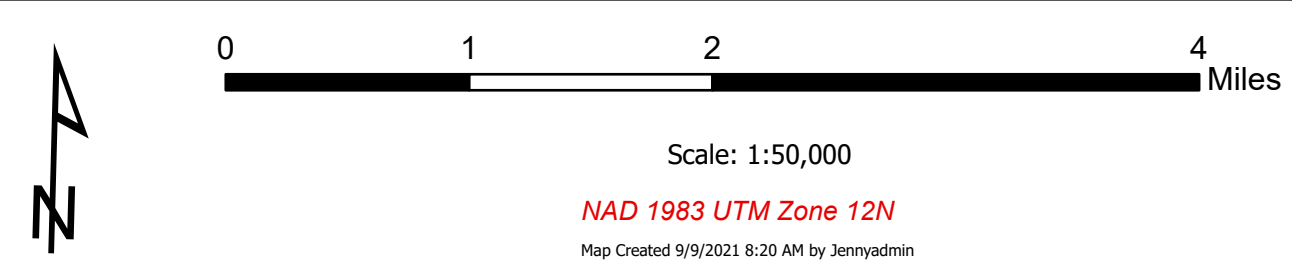 0 1 2 4
Miles
N
Scale: 1:50,000
NAD 1983 UTM Zone 12N
Map Created 9/9/2021 8:20 AM by Jennyadmin